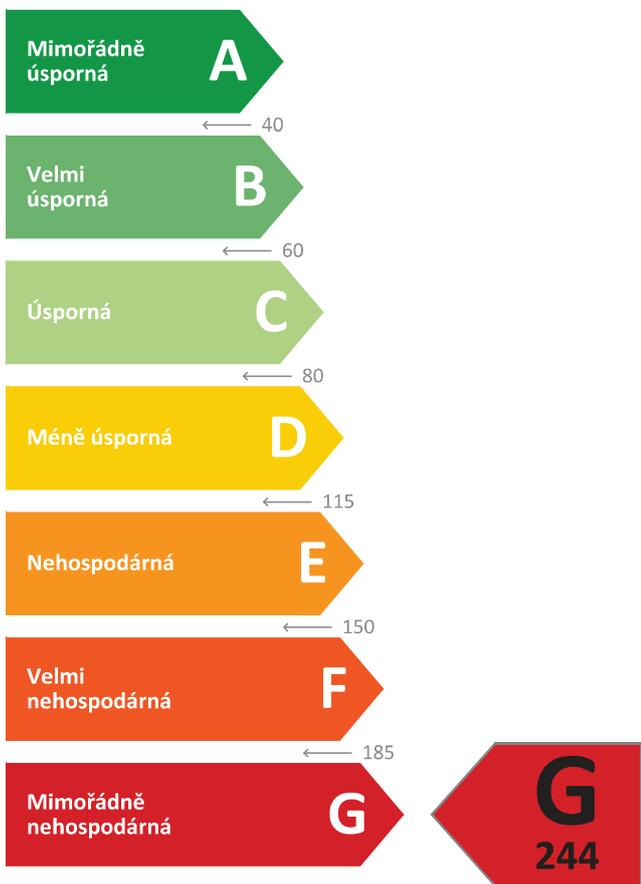 Mimořádně
úsporná
A
40
Velmi
úsporná
B
60
Úsporná
C
80
Méně úsporná
D
115
Nehospodárná
E
150
Velmi
nehospodárná
F
185
Mimořádně
nehospodárná
G
G
244